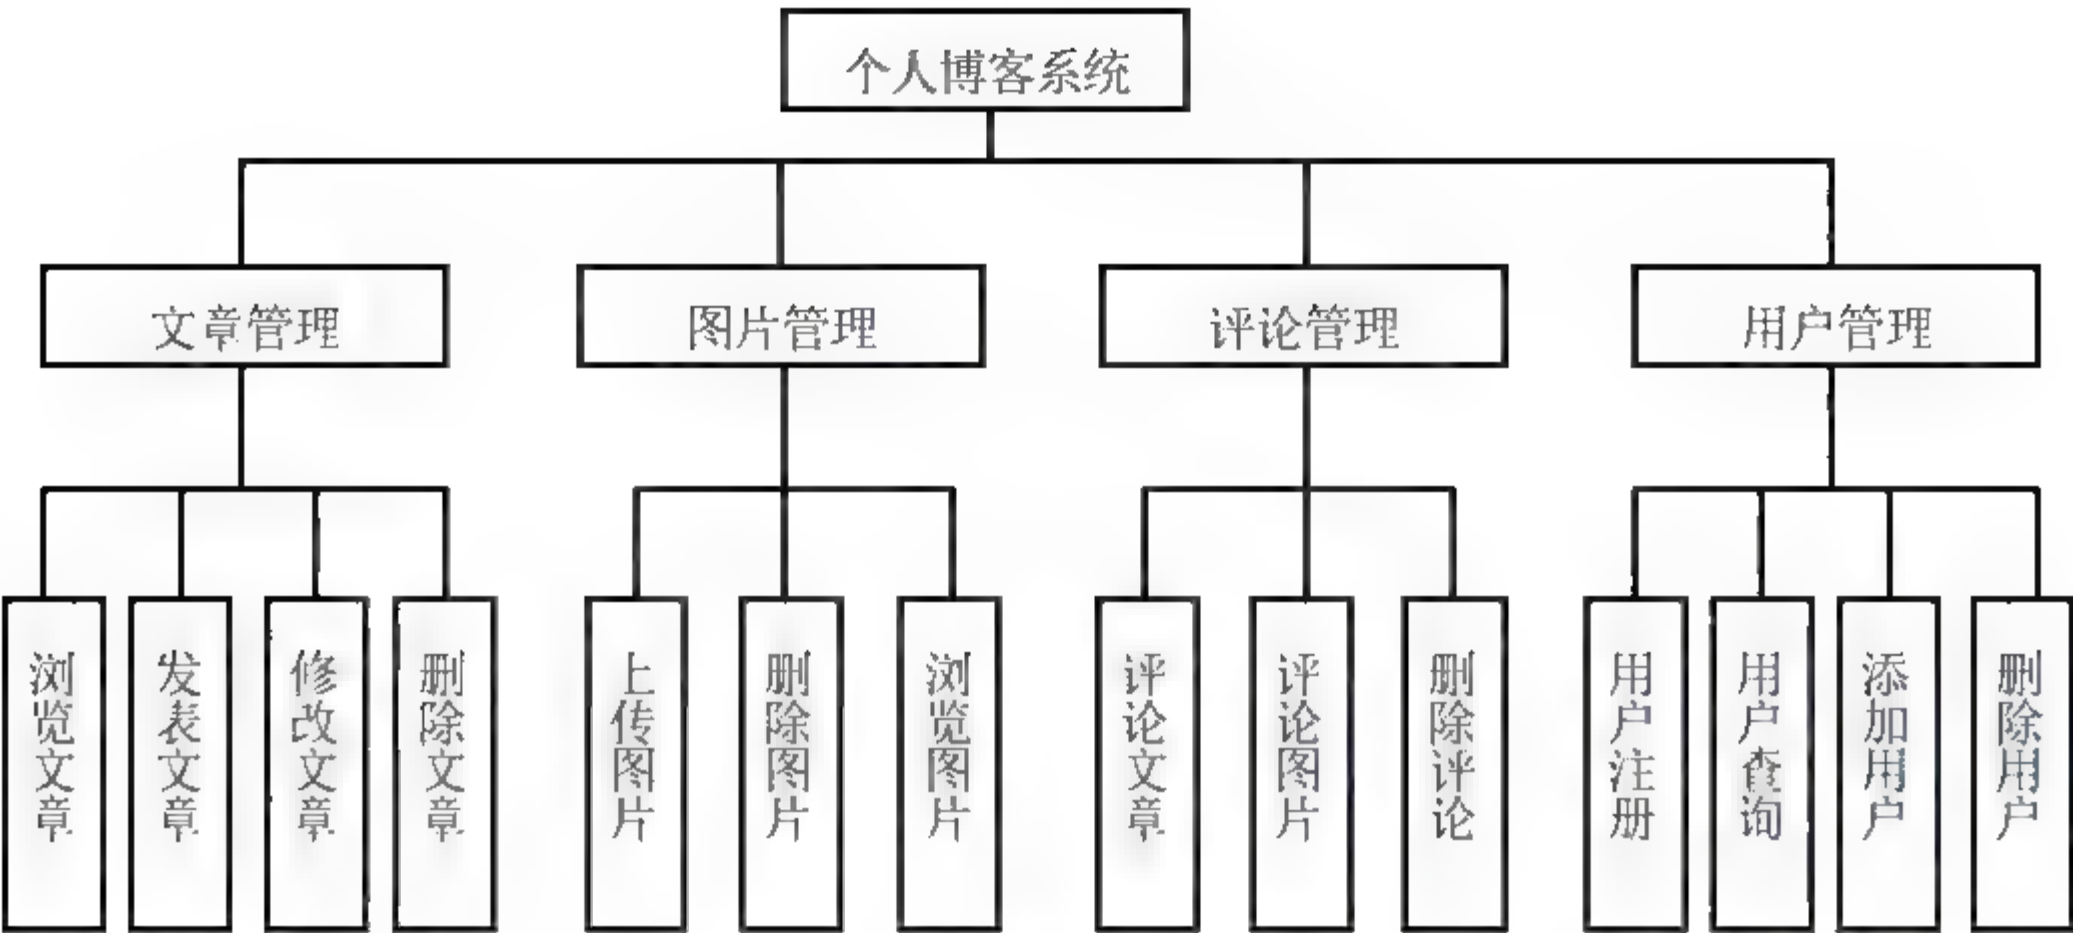 个人博客系统
文章管理
图片管理
评论管理
用户管理
浏览文章
发表文章
修改文章
删除文章
上传图片
删除图片
浏览图片
评论文章
评论图片
删除评论
用户注册
用户查询
添加用户
删除用户